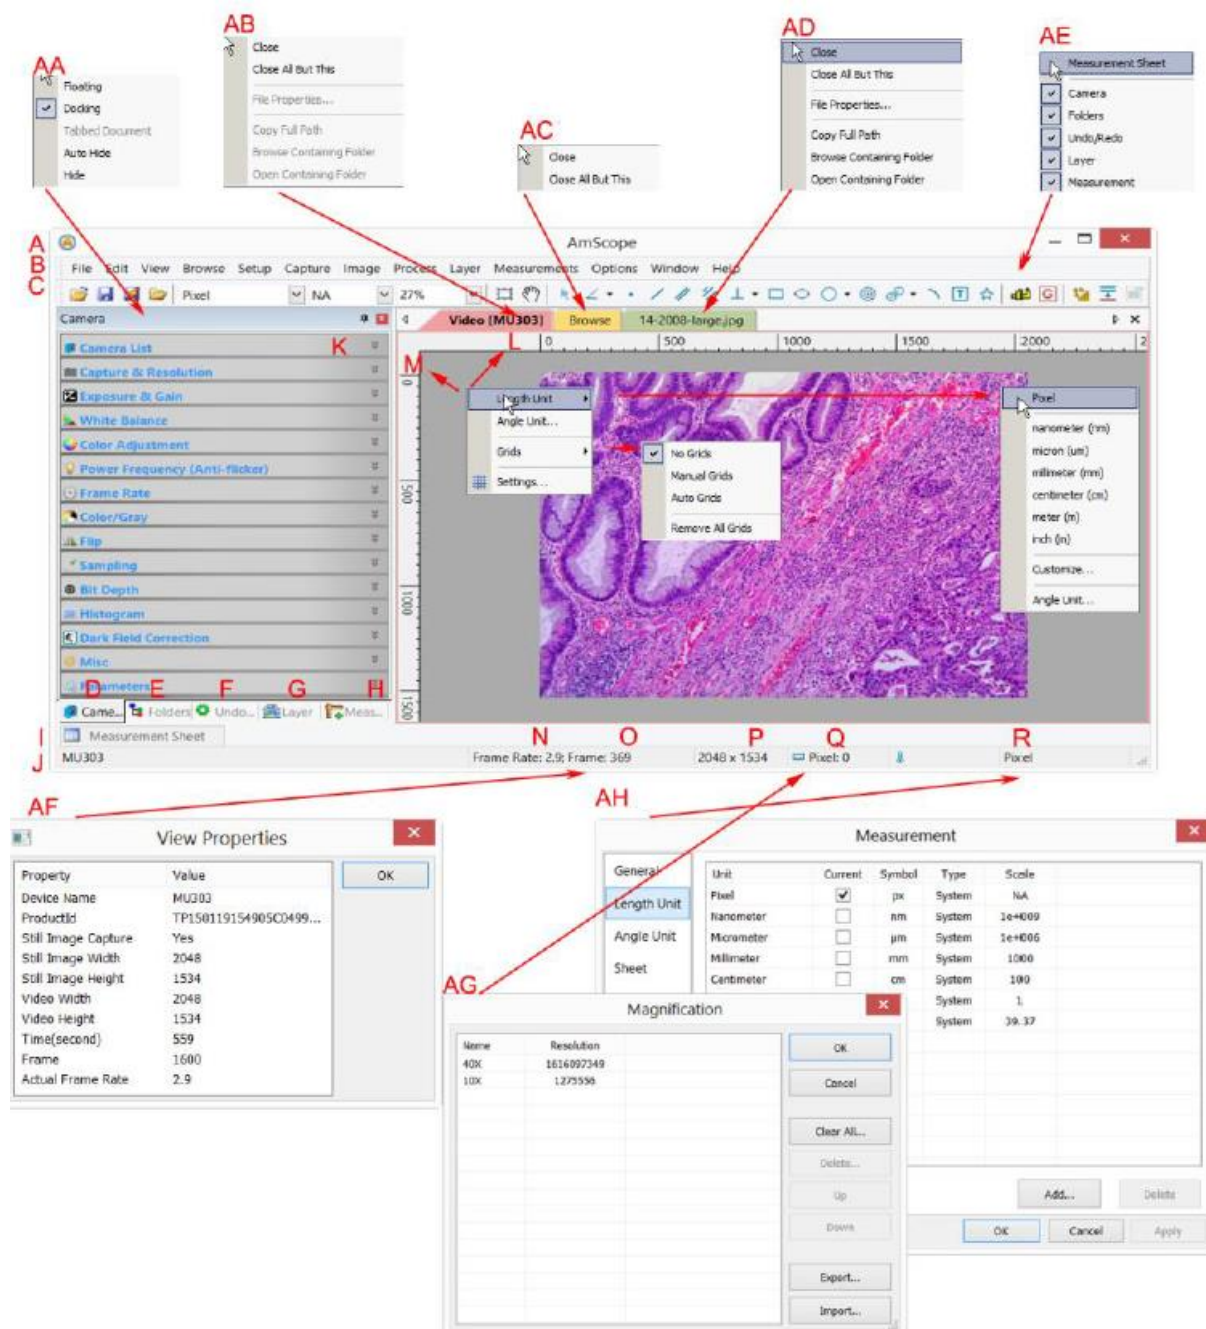 AA
Floating
Docking
Tabbed Document
Auto Hide
Hide
AB
Close
Close All But This
File Properties...
Copy Full Path
Browse Containing Folder
Open Containing Folder
AC
Close
Close All But This
AD
Close
Close All But This
File Properties...
Copy Full Path
Browse Containing Folder
Open Containing Folder
AE
Measurement Sheet
Camera
Folders
Undo/Redo
Layer
Measurement
A AmScope
B File Edit View Browse Setup Capture Image Process Layer Measurements Options Window Help
C Pixel NA 27%
Camera
Video [MU303] Browse 14-2008-large.jpg
K
L
M
0 500 1000 1500 2000 2
0
500
1000
1500
Camera List
Capture & Resolution
Exposure & Gain
White Balance
Color Adjustment
Power Frequency (Anti-flicker)
Frame Rate
Color/Gray
Flip
Sampling
Bit Depth
Histogram
Dark Field Correction
Misc
Parameters
Length Unit
Angle Unit...
Grids
Settings...
No Grids
Manual Grids
Auto Grids
Remove All Grids
Pixel
nanometer (nm)
micron (um)
millimeter (mm)
centimeter (cm)
meter (m)
inch (in)
Customize...
Angle Unit...
D E F G H
Came... Folders Undo... Layer Meas...
I Measurement Sheet
N O P Q R
J MU303 Frame Rate: 2.9; Frame: 369 2048 x 1534 Pixel: 0 Pixel
AF
View Properties
Property Value OK
Device Name MU303
ProductId TP150119154905C0499...
Still Image Capture Yes
Still Image Width 2048
Still Image Height 1534
Video Width 2048
Video Height 1534
Time(second) 559
Frame 1600
Actual Frame Rate 2.9
AH
Measurement
General
Length Unit
Angle Unit
Sheet
Unit Current Symbol Type Scale
Pixel px System NA
Nanometer nm System 1e+009
Micrometer µm System 1e+006
Millimeter mm System 1000
Centimeter cm System 100
System 1
System 39.37
Add... Delete
OK Cancel Apply
AG
Magnification
Name Resolution
40X 1616097349
10X 1275556
OK
Cancel
Clear All...
Delete...
Up
Down
Export...
Import...